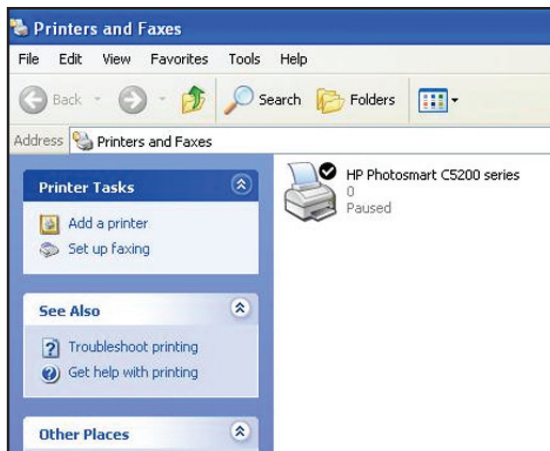 Printers and Faxes
File Edit View Favorites Tools Help
Back Search Folders
Address Printers and Faxes
Printer Tasks
Add a printer
Set up faxing
See Also
Troubleshoot printing
Get help with printing
Other Places
HP Photosmart C5200 series
0
Paused